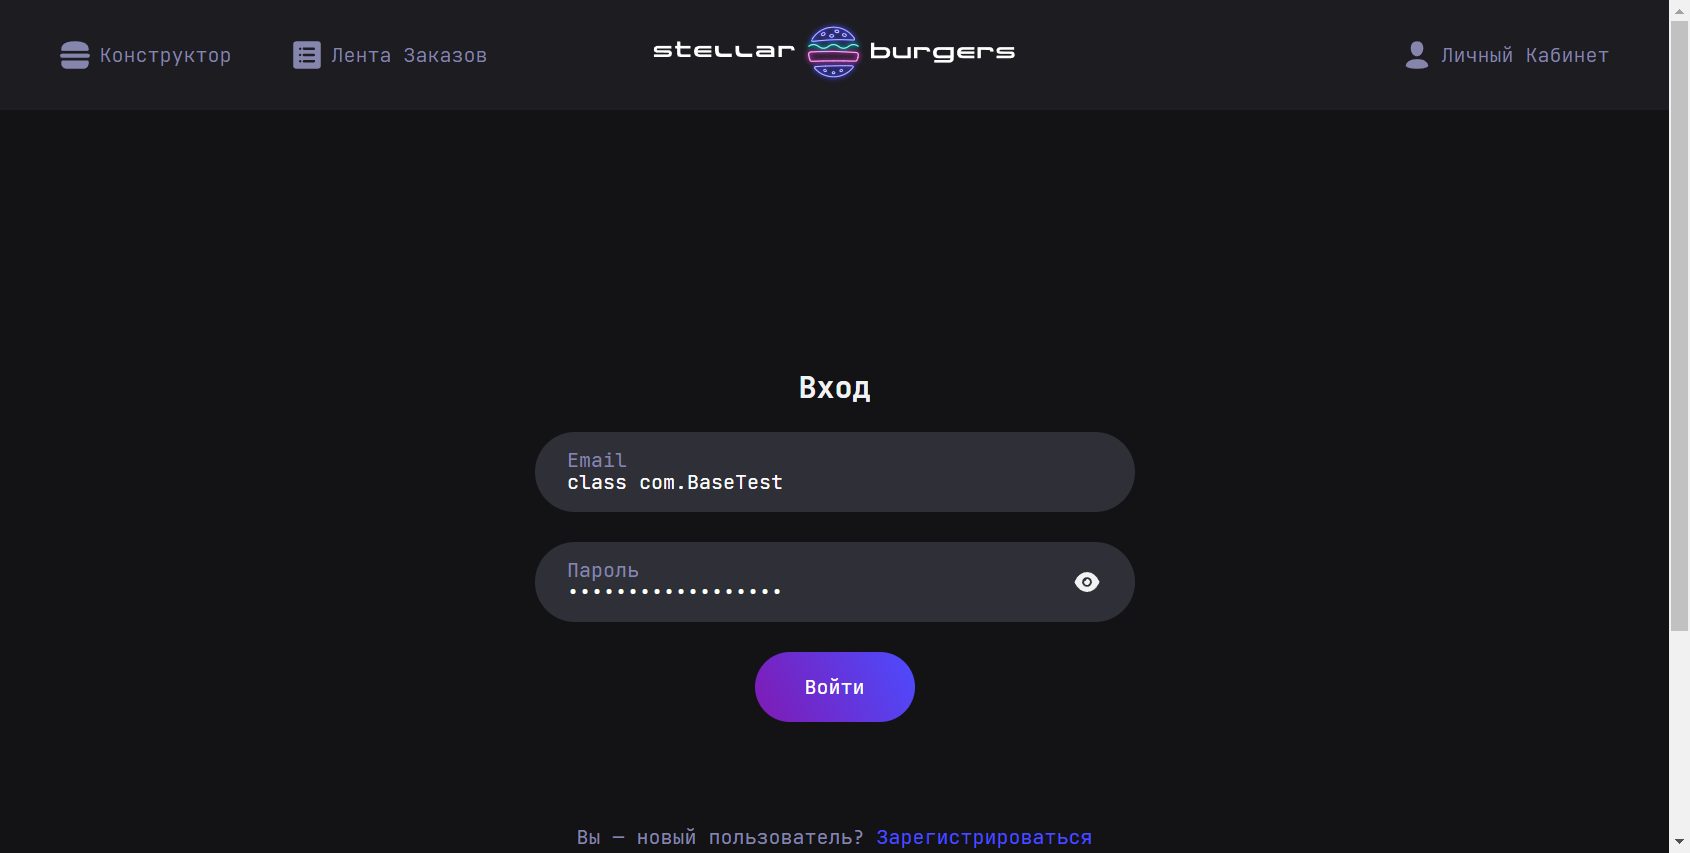 Конструктор
Лента Заказов
stellar burgers
Личный Кабинет
Вход
Email
class com.BaseTest
Пароль
••••••••••••••••••
Войти
Вы — новый пользователь? Зарегистрироваться